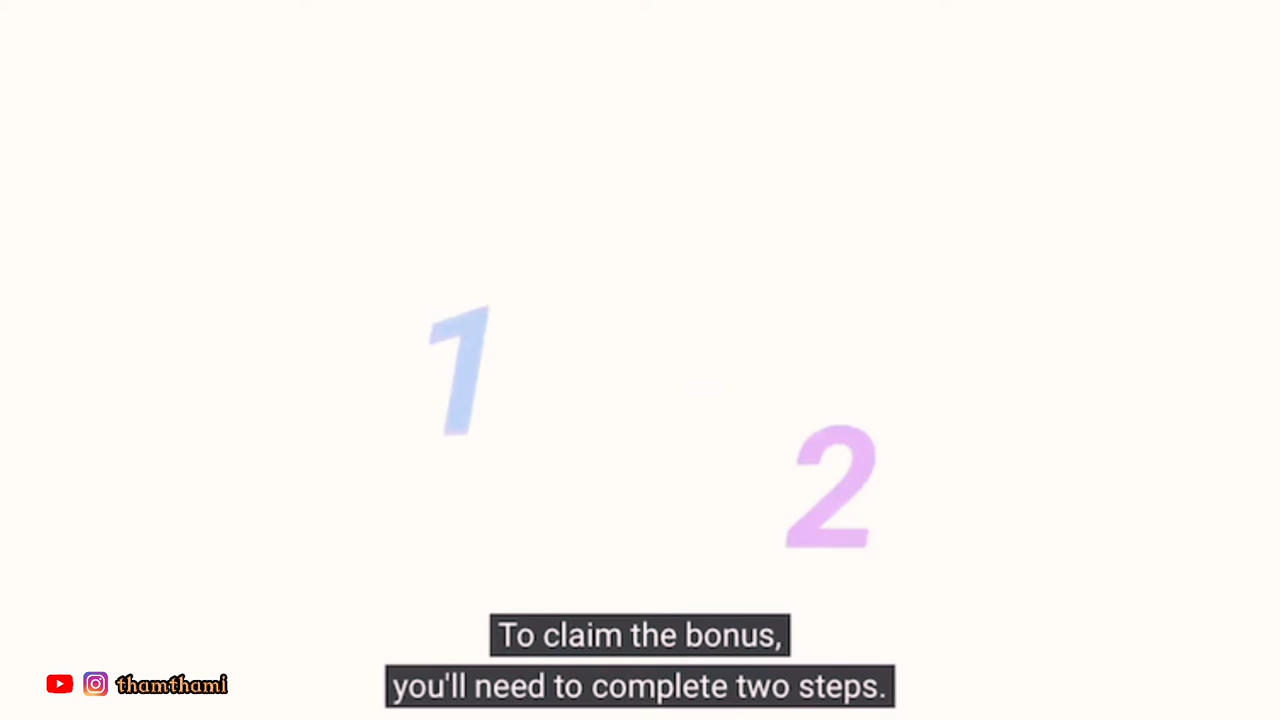 1
2
To claim the bonus,
you'll need to complete two steps.
thamthami